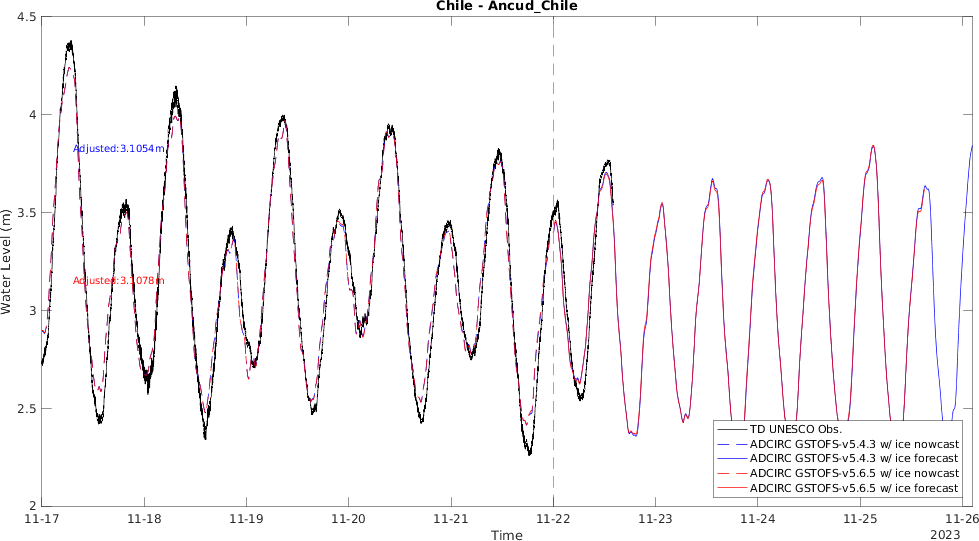 Chile - Ancud_Chile
4.5
4
3.5
3
2.5
2
Water Level (m)
Adjusted:3.1054m
Adjusted:3.1078m
TD UNESCO Obs.
ADCIRC GSTOFS-v5.4.3 w/ ice nowcast
ADCIRC GSTOFS-v5.4.3 w/ ice forecast
ADCIRC GSTOFS-v5.6.5 w/ ice nowcast
ADCIRC GSTOFS-v5.6.5 w/ ice forecast
11-17 11-18 11-19 11-20 11-21 11-22 11-23 11-24 11-25 11-26
Time
2023